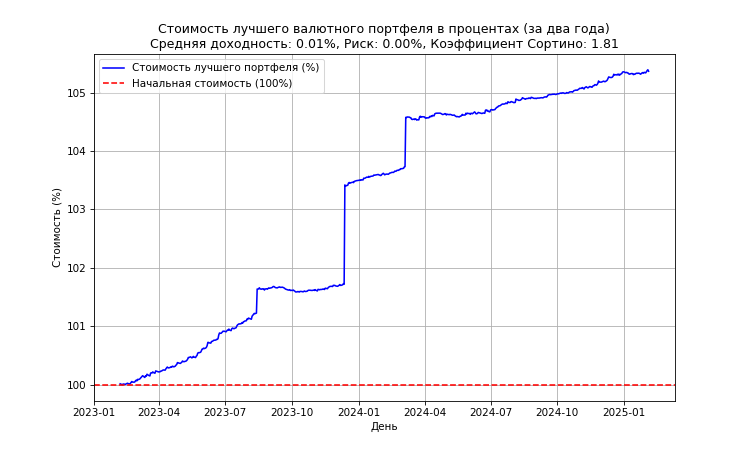 Стоимость лучшего валютного портфеля в процентах (за два года)
Средняя доходность: 0.01%, Риск: 0.00%, Коэффициент Сортино: 1.81
Стоимость лучшего портфеля (%)
Начальная стоимость (100%)
Стоимость (%)
105
104
103
102
101
100
2023-01 2023-04 2023-07 2023-10 2024-01 2024-04 2024-07 2024-10 2025-01
День